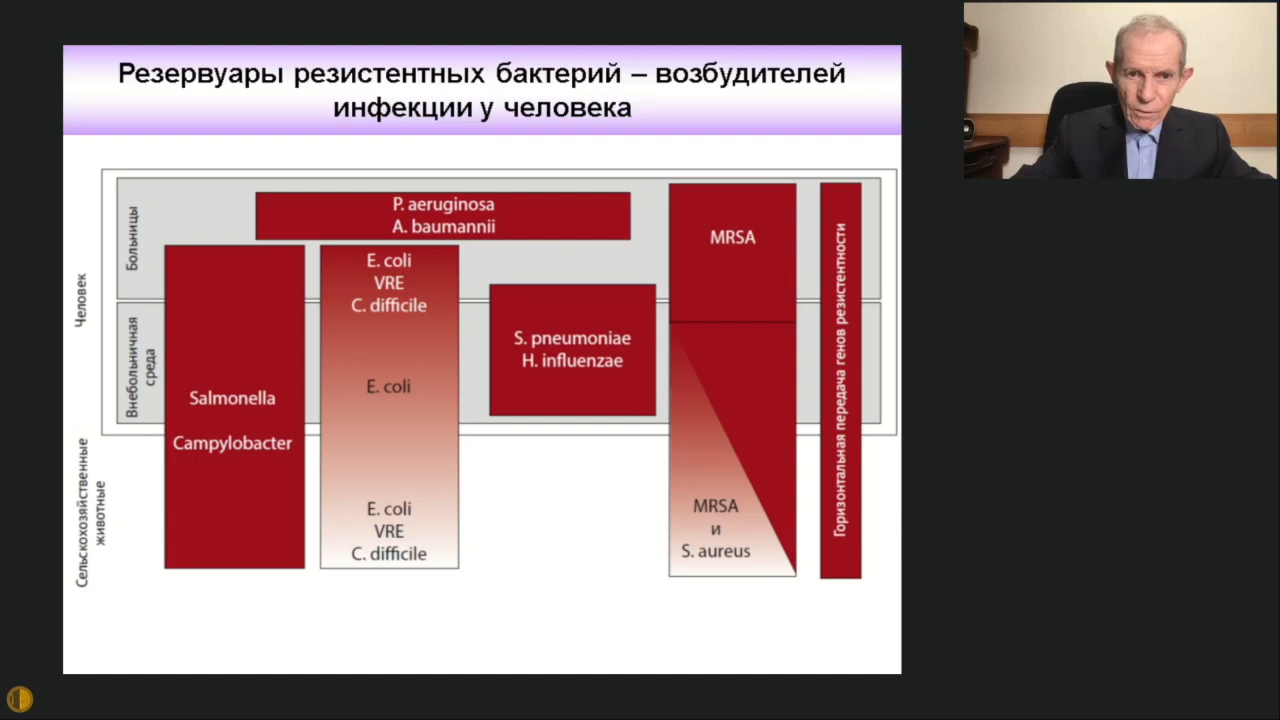 Резервуары резистентных бактерий – возбудителей
инфекции у человека
Человек
Больницы
Внебольничная
среда
Сельскохозяйственные
животные
P. aeruginosa
A. baumannii
Salmonella
Campylobacter
E. coli
VRE
C. difficile
E. coli
E. coli
VRE
C. difficile
S. pneumoniae
H. influenzae
MRSA
MRSA
и
S. aureus
Горизонтальная передача генов резистентности